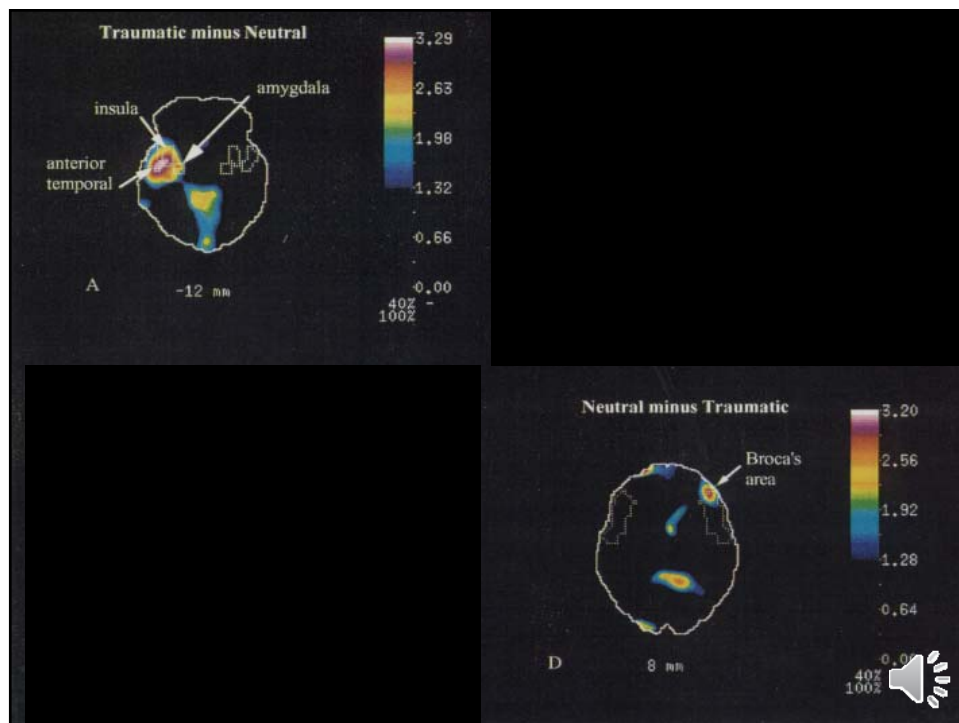 Traumatic minus Neutral
3.29
2.63
1.98
1.32
0.66
0.00
40% -
100%
amygdala
insula
anterior
temporal
A
-12 mm
Neutral minus Traumatic
3.20
2.56
1.92
1.28
0.64
40%
100%
Broca's
area
D
8 mm